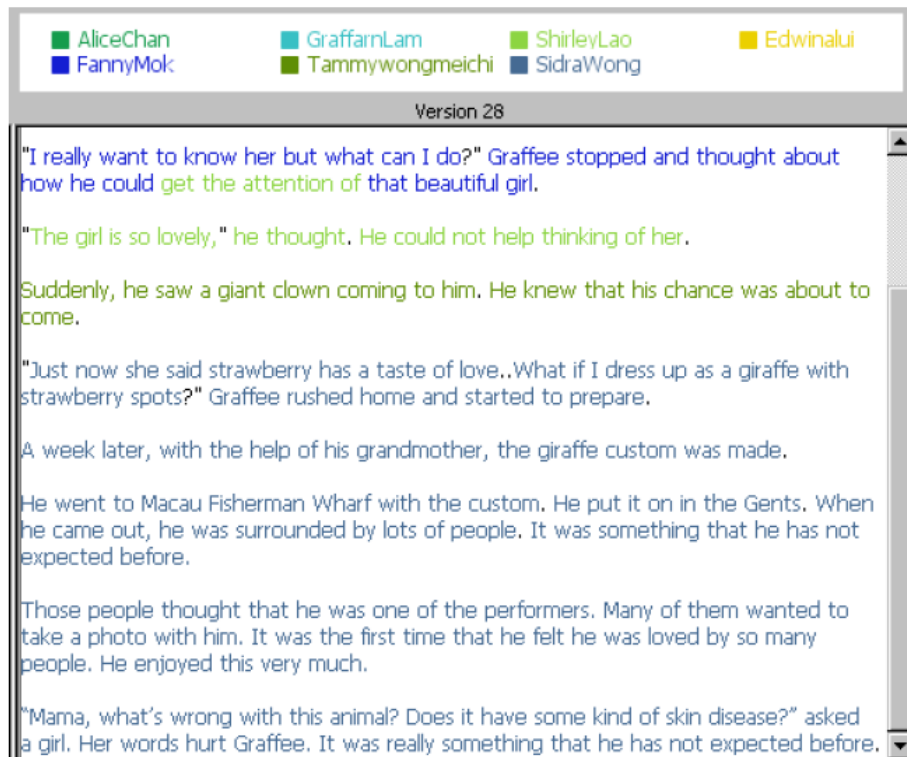 AliceChan GraffarnLam ShirleyLao Edwinalui
FannyMok Tammywongmeichi SidraWong
Version 28
"I really want to know her but what can I do?" Graffee stopped and thought about
how he could get the attention of that beautiful girl.
"The girl is so lovely," he thought. He could not help thinking of her.
Suddenly, he saw a giant clown coming to him. He knew that his chance was about to
come.
"Just now she said strawberry has a taste of love..What if I dress up as a giraffe with
strawberry spots?" Graffee rushed home and started to prepare.
A week later, with the help of his grandmother, the giraffe custom was made.
He went to Macau Fisherman Wharf with the custom. He put it on in the Gents. When
he came out, he was surrounded by lots of people. It was something that he has not
expected before.
Those people thought that he was one of the performers. Many of them wanted to
take a photo with him. It was the first time that he felt he was loved by so many
people. He enjoyed this very much.
“Mama, what’s wrong with this animal? Does it have some kind of skin disease?” asked
a girl. Her words hurt Graffee. It was really something that he has not expected before.